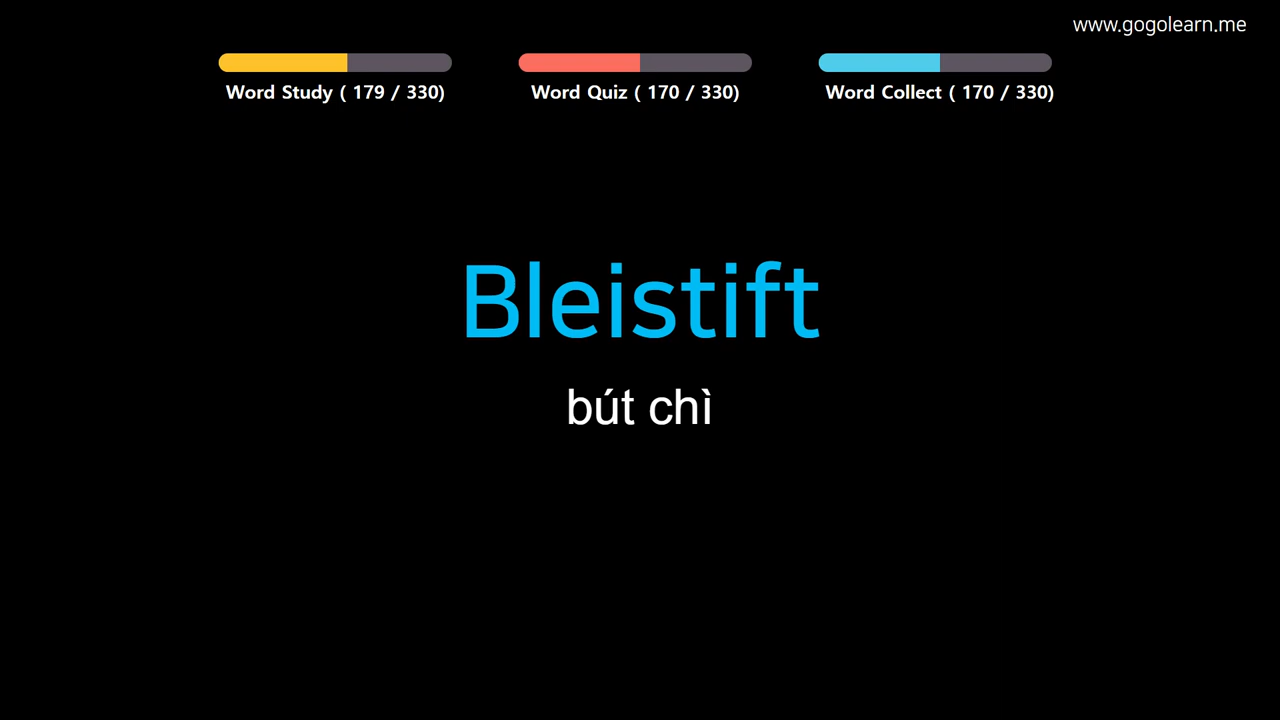 www.gogolearn.me
Word Study ( 179 / 330)
Word Quiz ( 170 / 330)
Word Collect ( 170 / 330)
Bleistift
bút chì